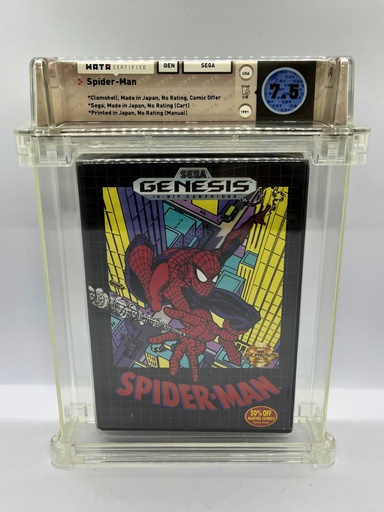 WATA CERTIFIED GEN SEGA
Spider-Man
*Clamshell, Made in Japan, No Rating, Comic Offer
*Sega, Made in Japan, No Rating (Cart)
*Printed in Japan, No Rating (Manual)
USA
1991
7.5
SEGA
GENESIS
16-BIT CARTRIDGE
SPIDER-MAN
50% OFF
MARVEL COMICS